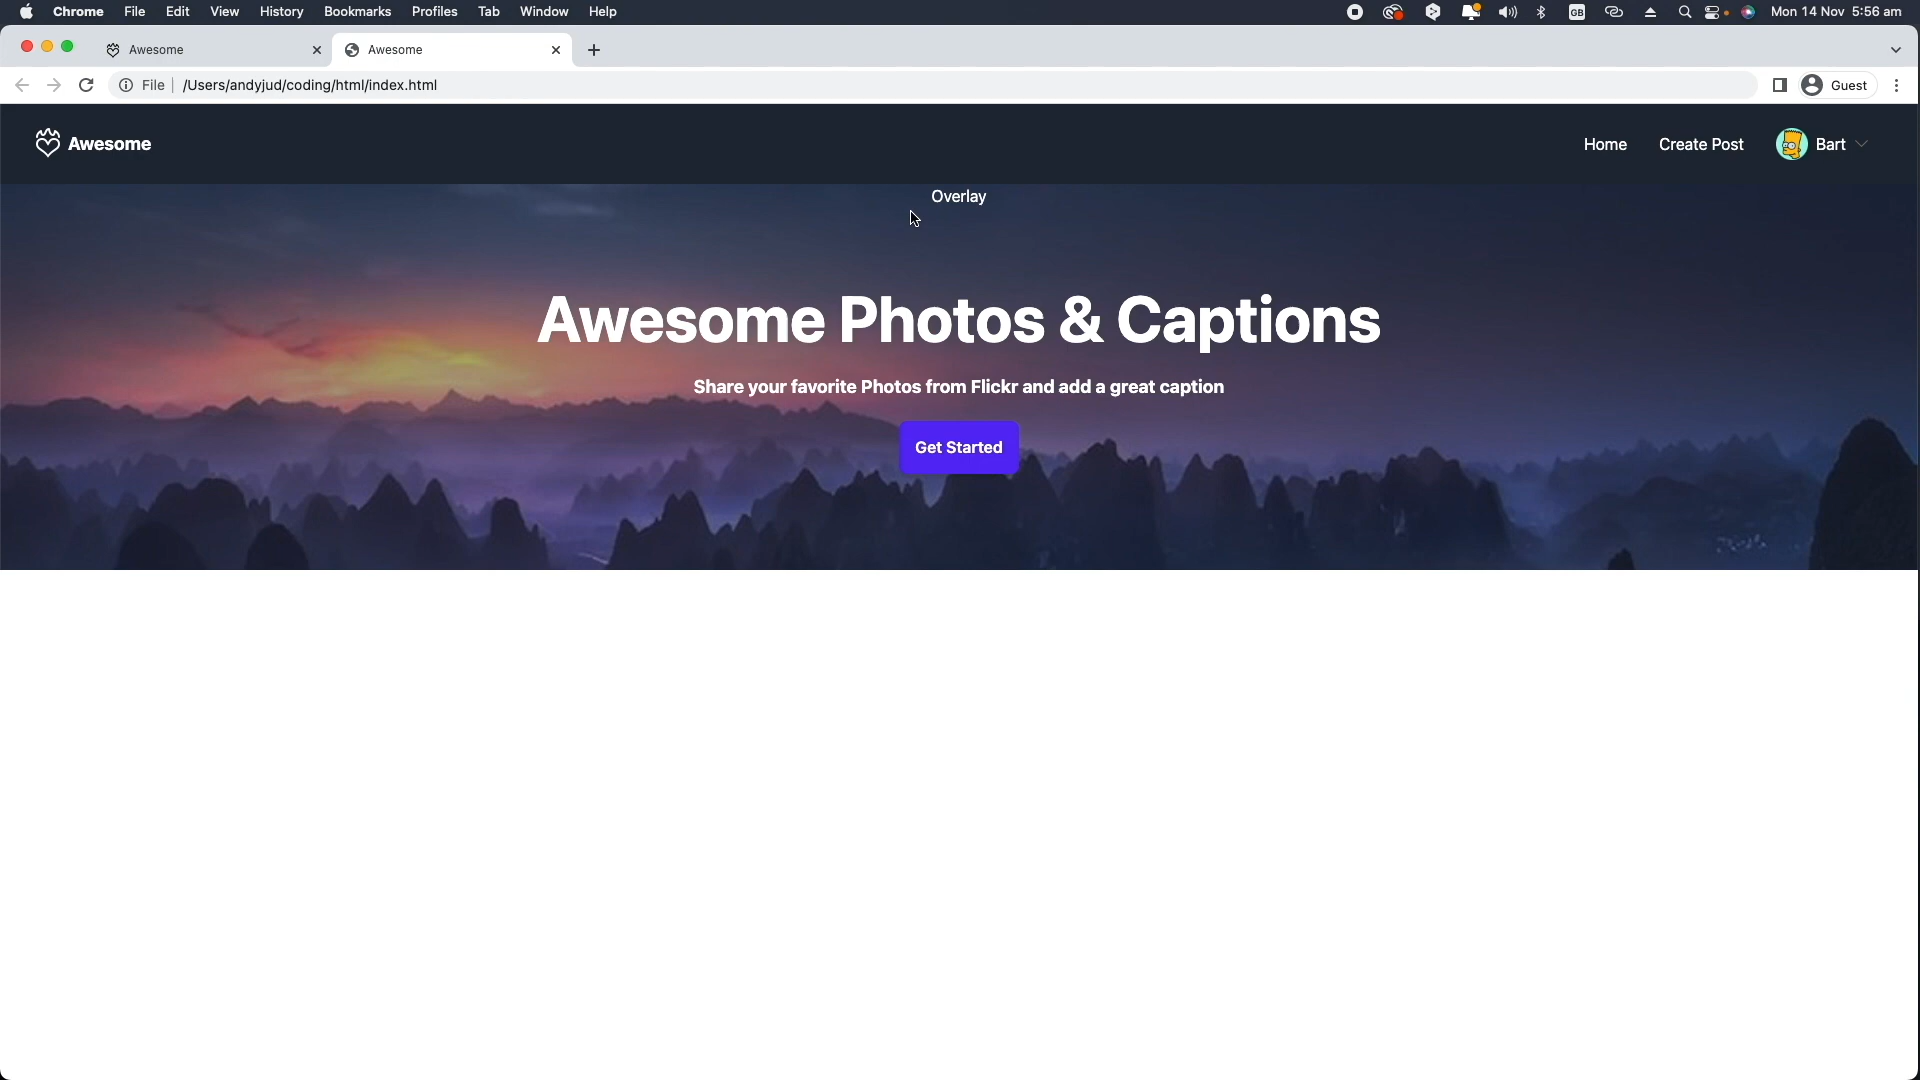 Chrome File Edit View History Bookmarks Profiles Tab Window Help GB Mon 14 Nov 5:56 am
Awesome Awesome
File /Users/andyjud/coding/html/index.html Guest
Awesome Home Create Post Bart
Overlay
Awesome Photos & Captions
Share your favorite Photos from Flickr and add a great caption
Get Started